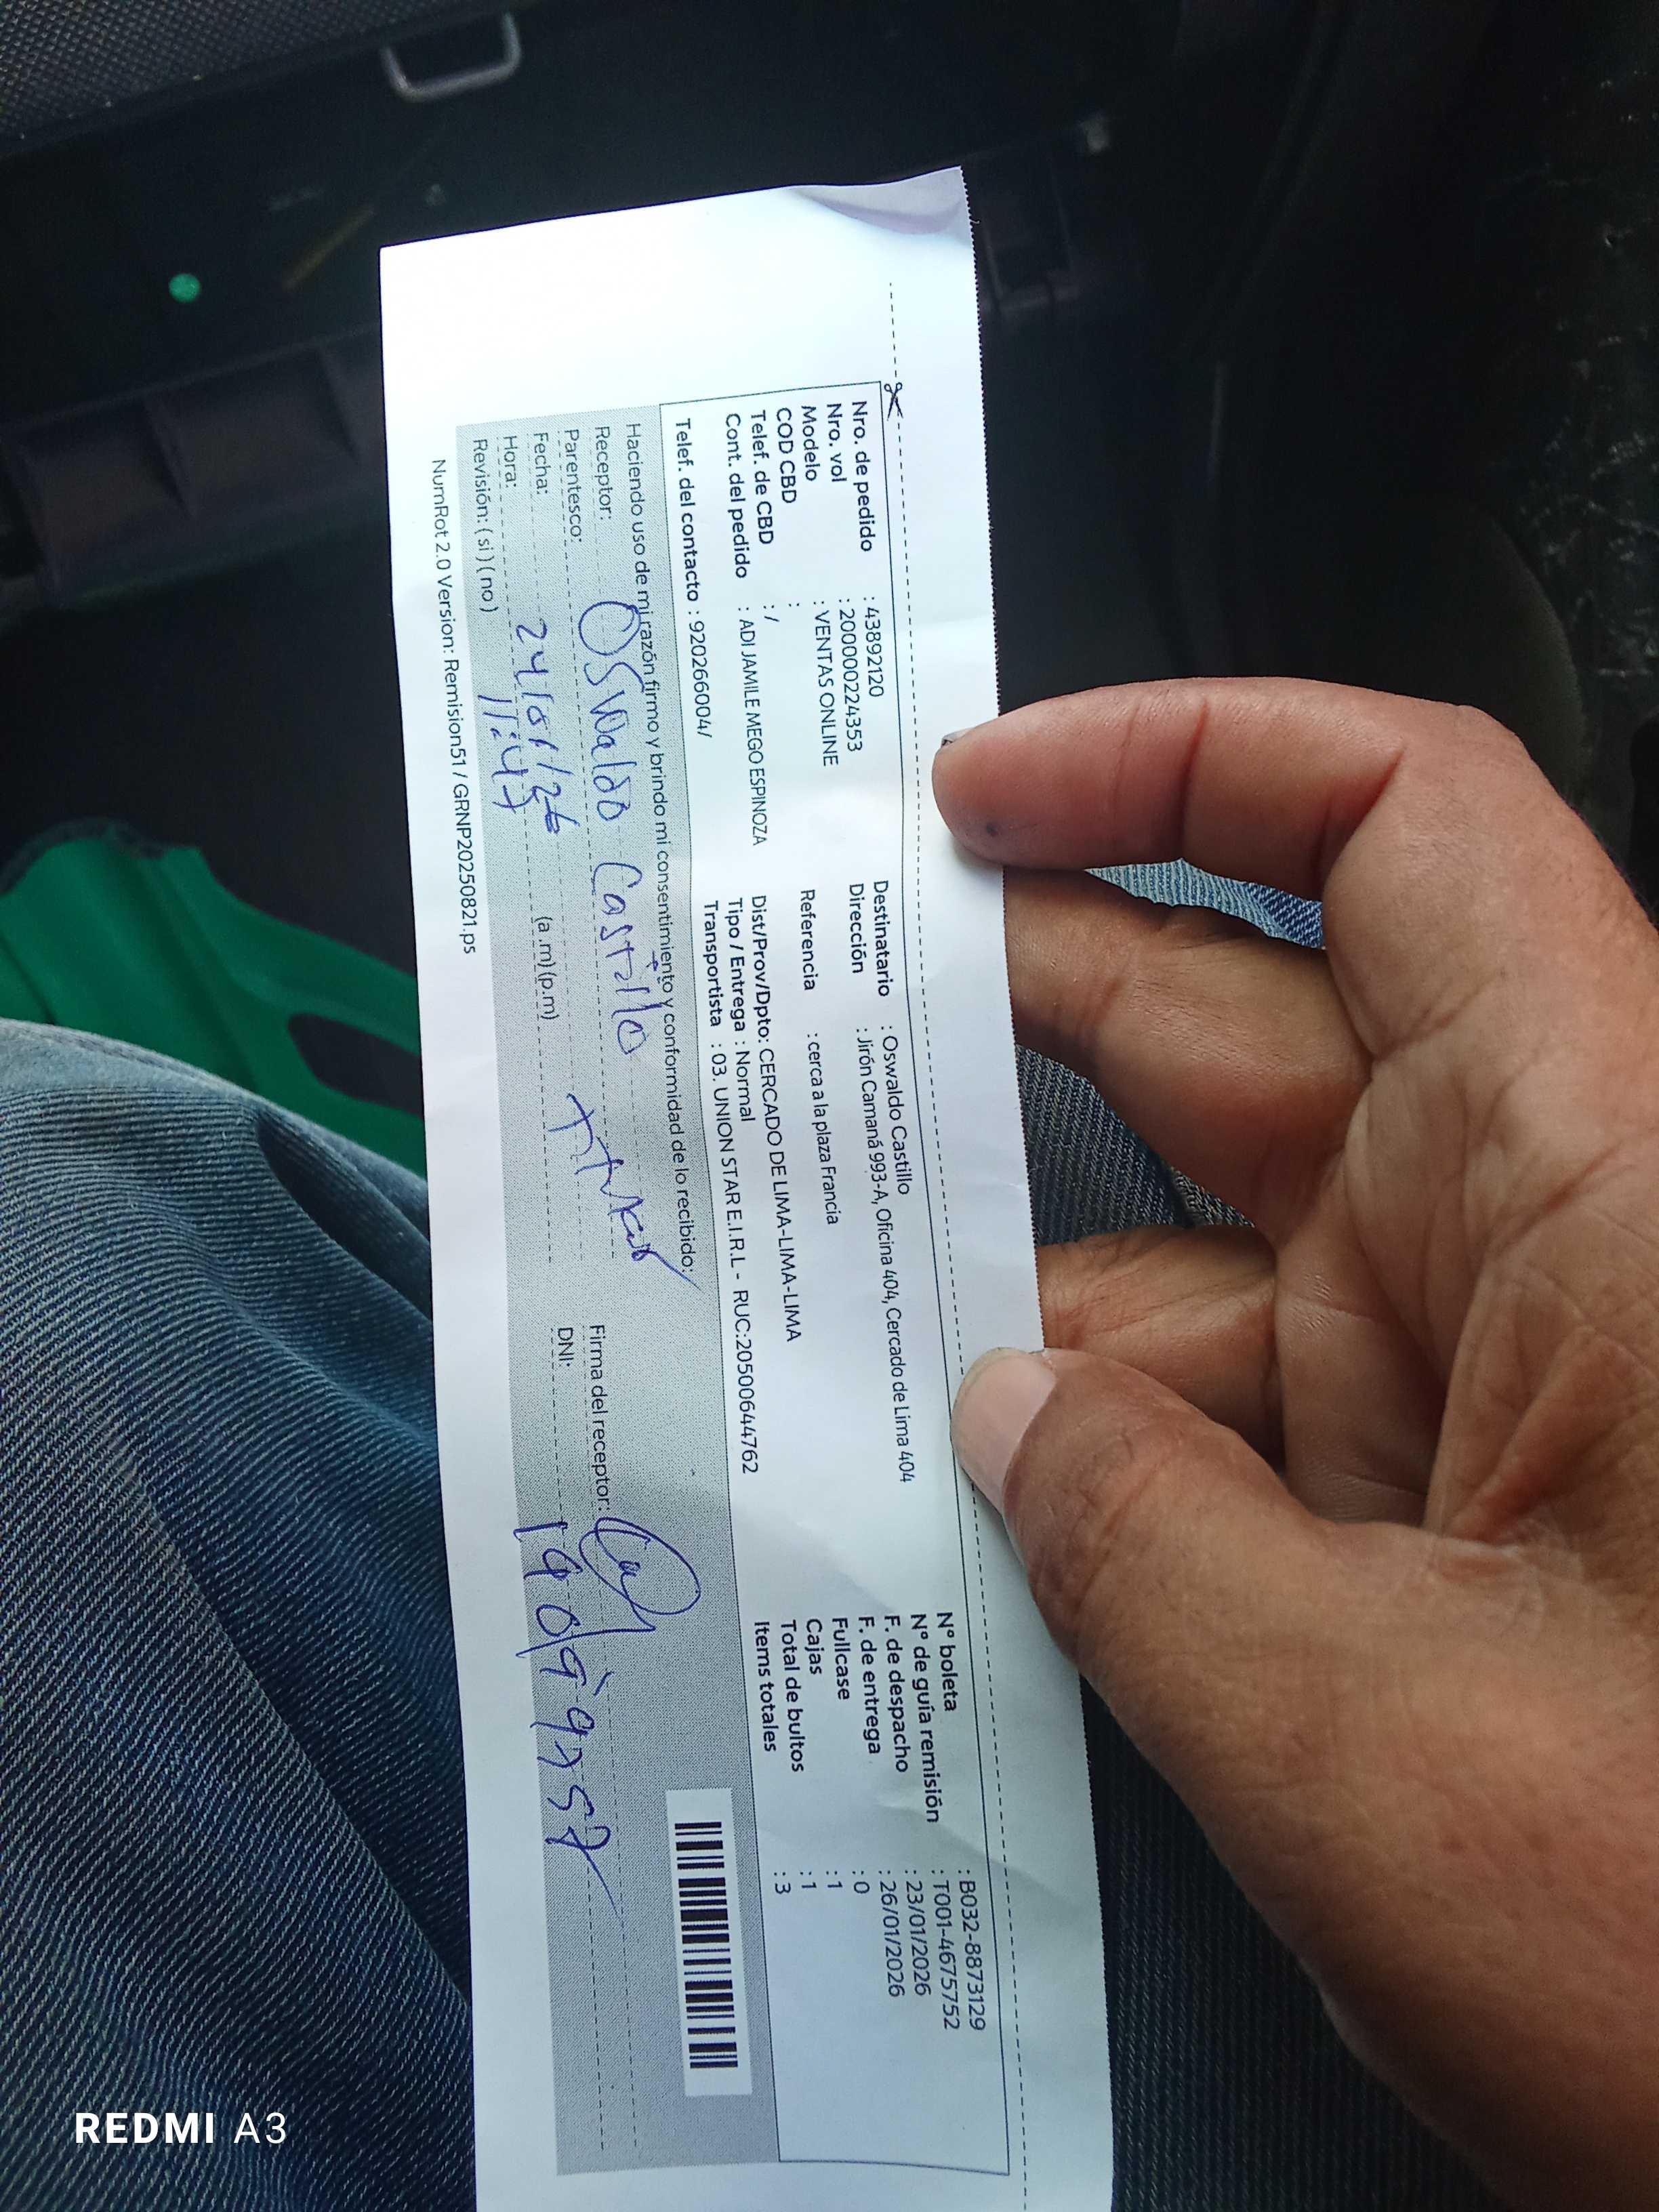 Nro. de pedido : 43892120
Nro. vol : 2000000224353
Modelo : VENTAS ONLINE
COD CBD :
Telef. de CBD : /
Cont. del pedido : ADI JAMILE MEGO ESPINOZA
Telef. del contacto : 920266004/
Destinatario : Oswaldo Castillo
Dirección : Jirón Camaná 993-A, Oficina 404, Cercado de Lima 404
Referencia : cerca a la plaza Francia
Dist/Prov/Dpto: CERCADO DE LIMA-LIMA-LIMA
Tipo / Entrega : Normal
Transportista : 03. UNION STAR E.I.R.L - RUC:20500644762
N° boleta : B032-8873129
N° de guía remisión : T001-4675752
F. de despacho : 23/01/2026
F. de entrega : 26/01/2026
Fullcase : 0
Cajas : 1
Total de bultos : 1
Items totales : 3
Haciendo uso de mi razón firmo y brindo mi consentimiento y conformidad de lo recibido:
Receptor: Oswaldo Castillo
Parentesco:
Fecha: 24/01/26
Hora: 11:47 (a .m) (p.m)
Revisión: ( si ) ( no )
Firma del receptor:
DNI:
NumRot 2.0 Version: Remision51 / GRNP20250821.ps
REDMI A3